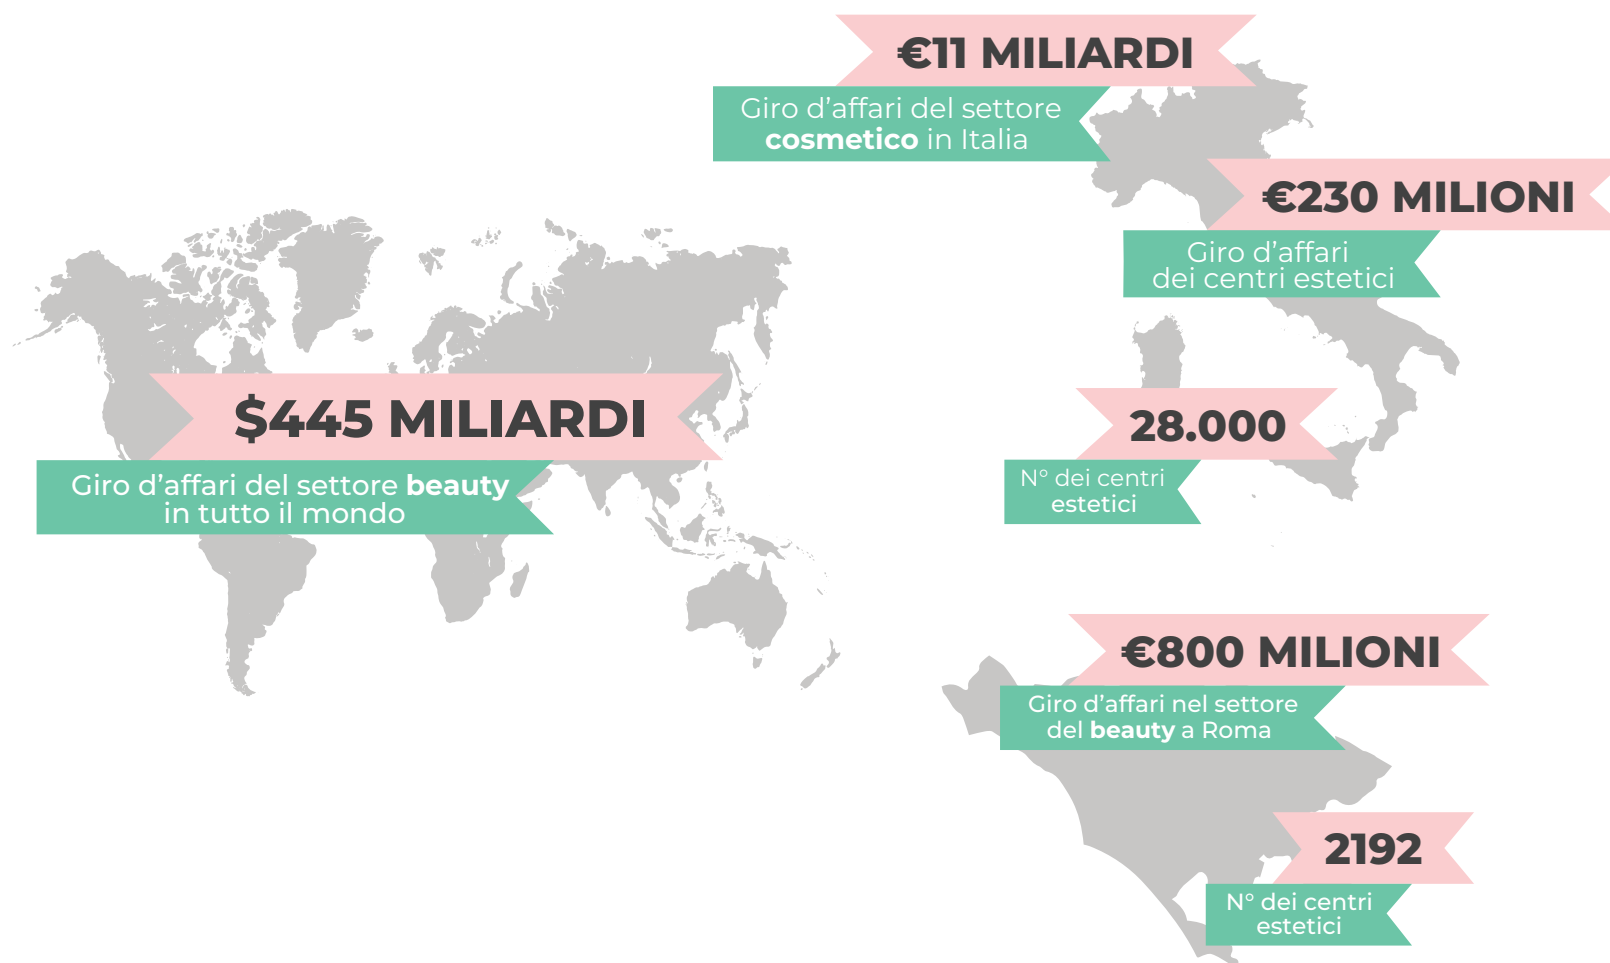 €11 MILIARDI
Giro d'affari del settore
cosmetico in Italia
€230 MILIONI
Giro d'affari
dei centri estetici
$445 MILIARDI
Giro d'affari del settore beauty
in tutto il mondo
28.000
N° dei centri
estetici
€800 MILIONI
Giro d'affari nel settore
del beauty a Roma
2192
N° dei centri
estetici